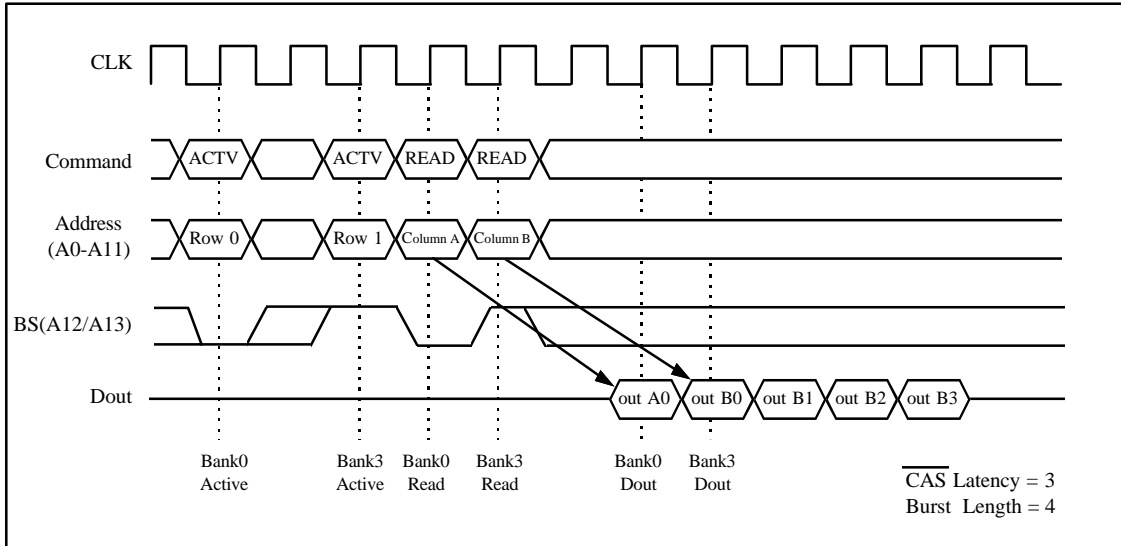 CLK
Command
ACTV
ACTV
READ
READ
Address
(A0-A11)
Row 0
Row 1
Column A
Column B
BS(A12/A13)
Dout
out A0
out B0
out B1
out B2
out B3
Bank0
Active
Bank3
Active
Bank0
Read
Bank3
Read
Bank0
Dout
Bank3
Dout
CAS Latency = 3
Burst Length = 4